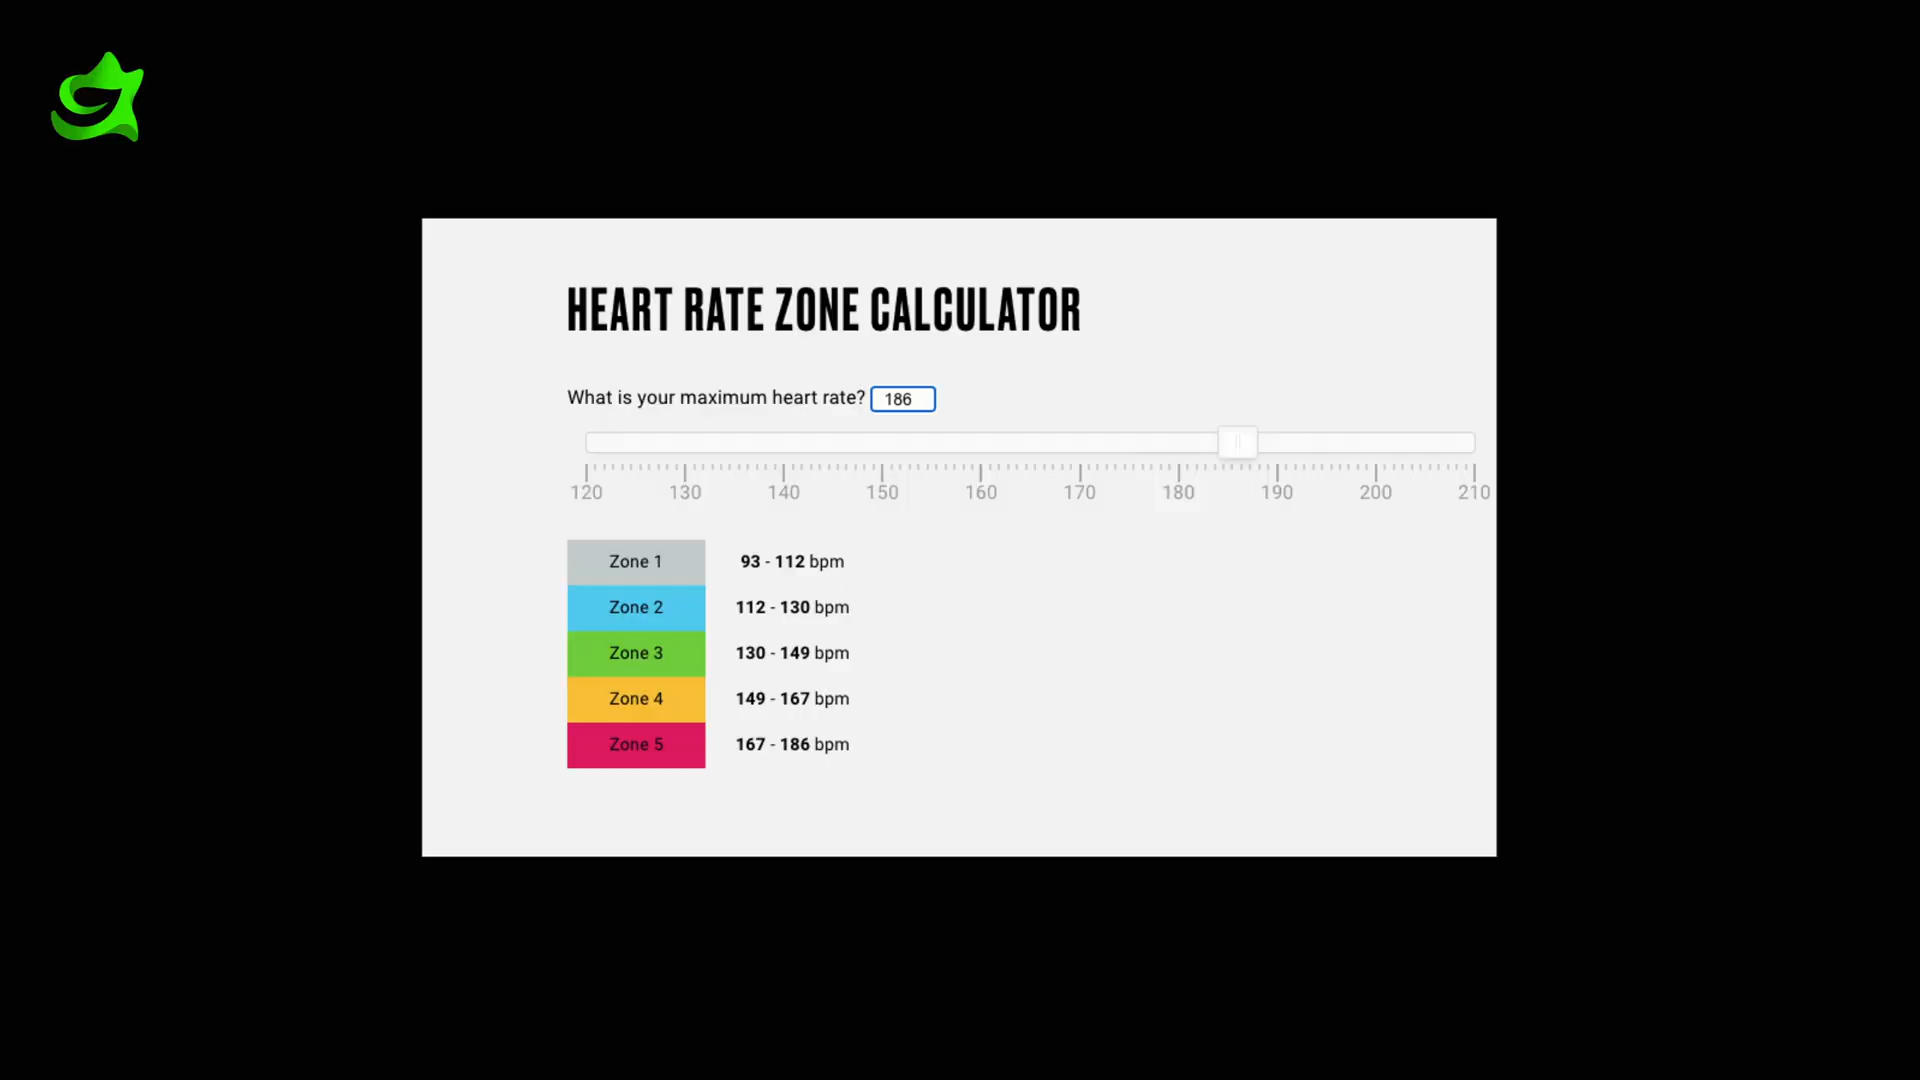 HEART RATE ZONE CALCULATOR
What is your maximum heart rate? 186
120 130 140 150 160 170 180 190 200 210
Zone 1 93 - 112 bpm
Zone 2 112 - 130 bpm
Zone 3 130 - 149 bpm
Zone 4 149 - 167 bpm
Zone 5 167 - 186 bpm